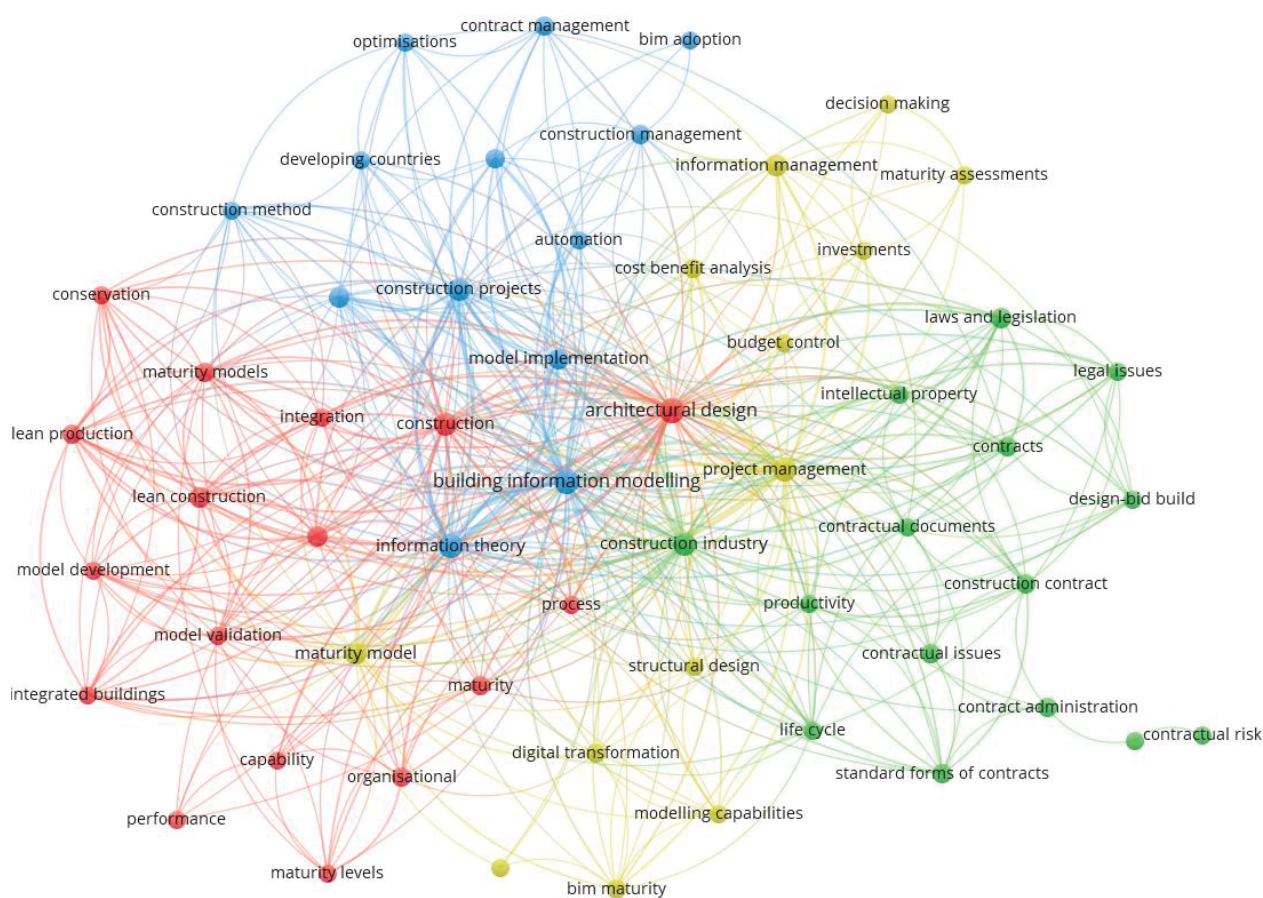 contract management
optimisations
bim adoption
decision making
construction management
developing countries
information management
maturity assessments
construction method
automation
investments
cost benefit analysis
construction projects
conservation
laws and legislation
budget control
model implementation
maturity models
legal issues
intellectual property
architectural design
integration
construction
lean production
contracts
project management
building information modelling
lean construction
design-bid build
contractual documents
construction industry
information theory
model development
construction contract
process
productivity
model validation
maturity model
contractual issues
structural design
maturity
integrated buildings
contract administration
life cycle
contractual risk
digital transformation
capability
organisational
standard forms of contracts
modelling capabilities
performance
maturity levels
bim maturity